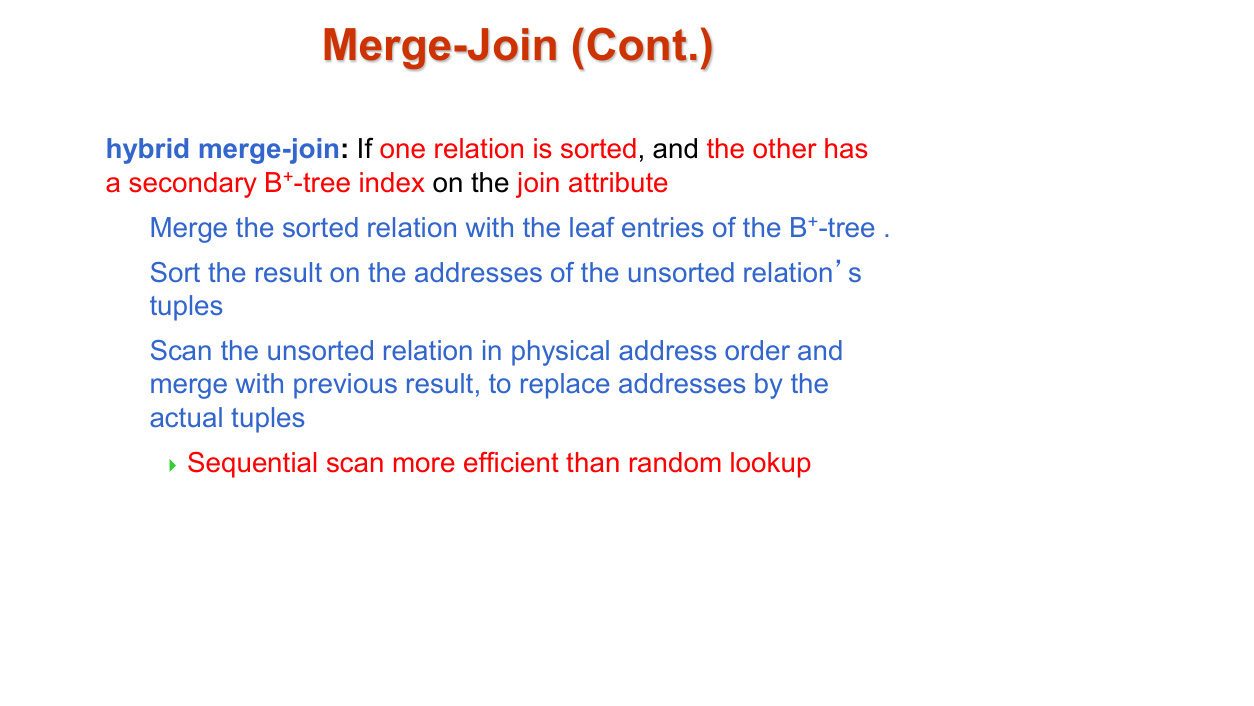 Merge-Join (Cont.)
hybrid merge-join: If one relation is sorted, and the other has
a secondary B+-tree index on the join attribute
Merge the sorted relation with the leaf entries of the B+-tree .
Sort the result on the addresses of the unsorted relation’s
tuples
Scan the unsorted relation in physical address order and
merge with previous result, to replace addresses by the
actual tuples
Sequential scan more efficient than random lookup